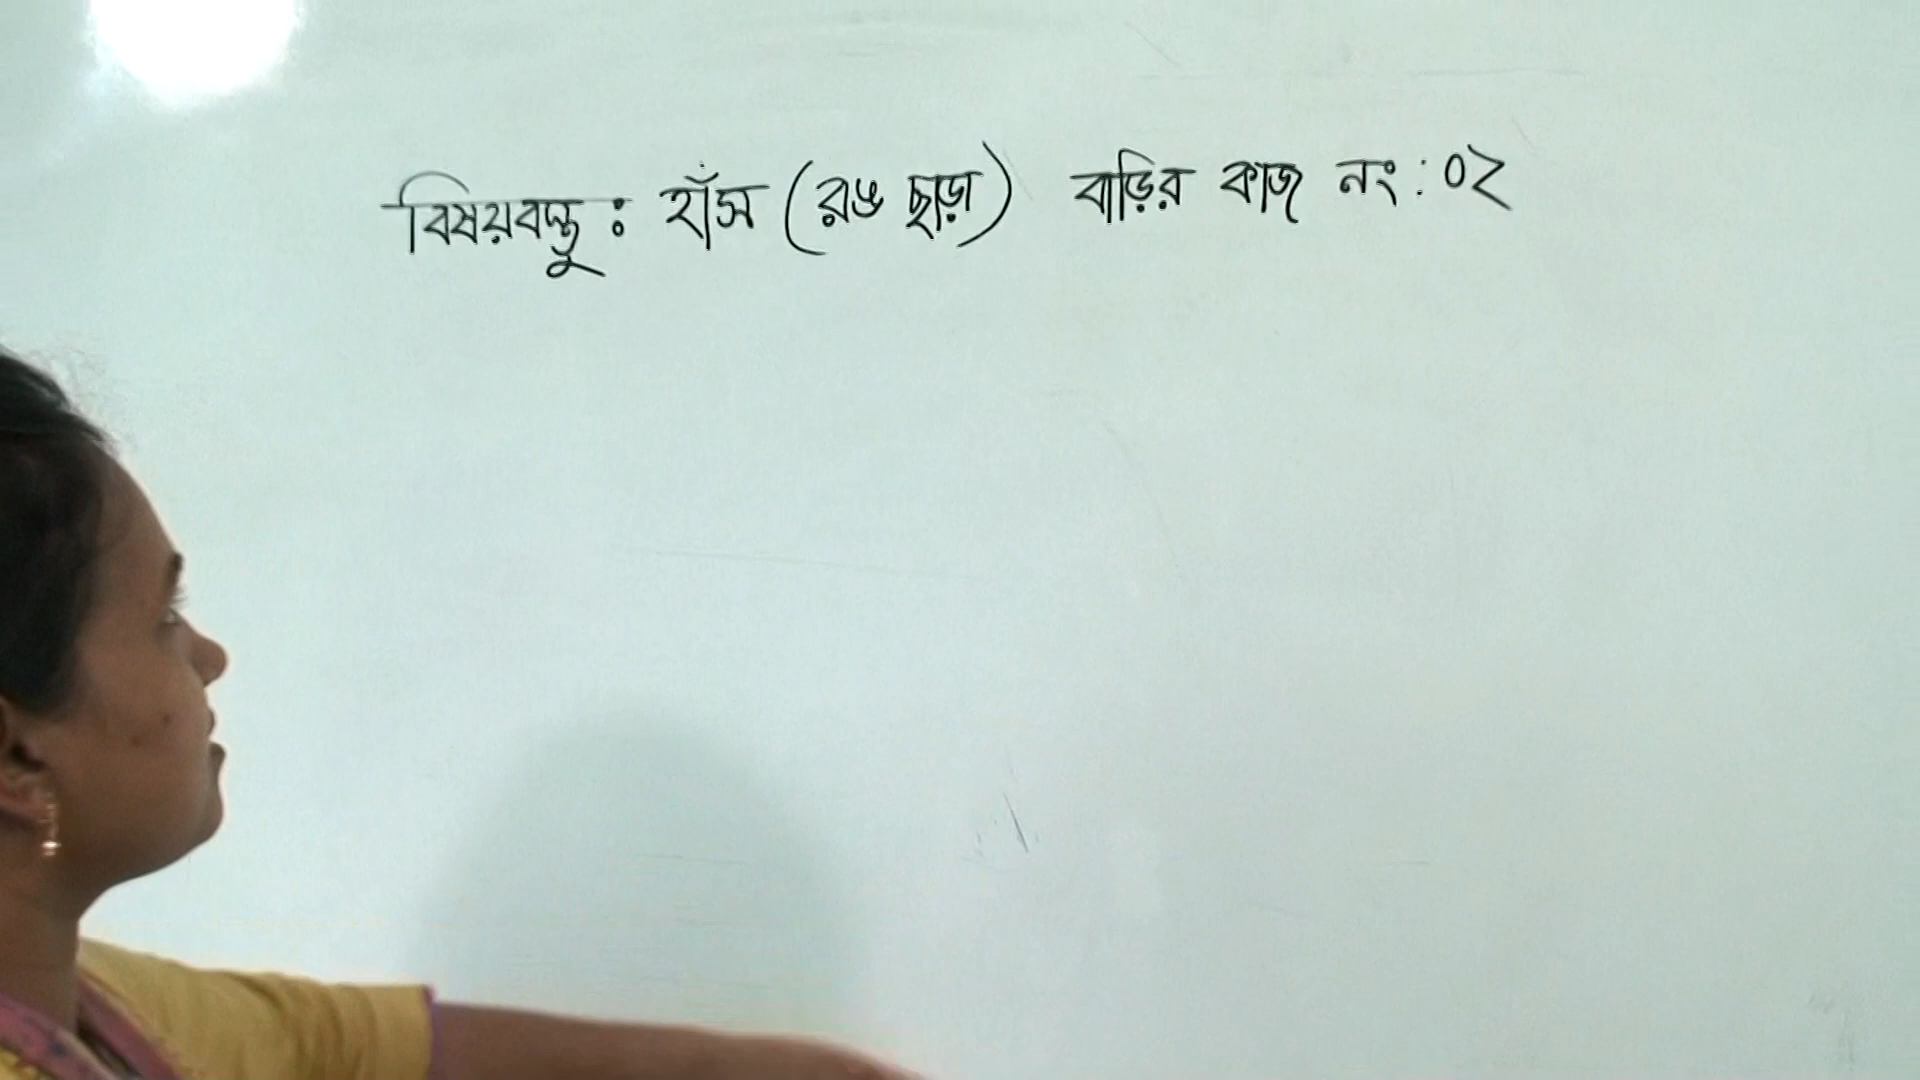 বিষয়বস্তু : হাঁস (রঙ ছাড়া) বাড়ির কাজ নং : ০২